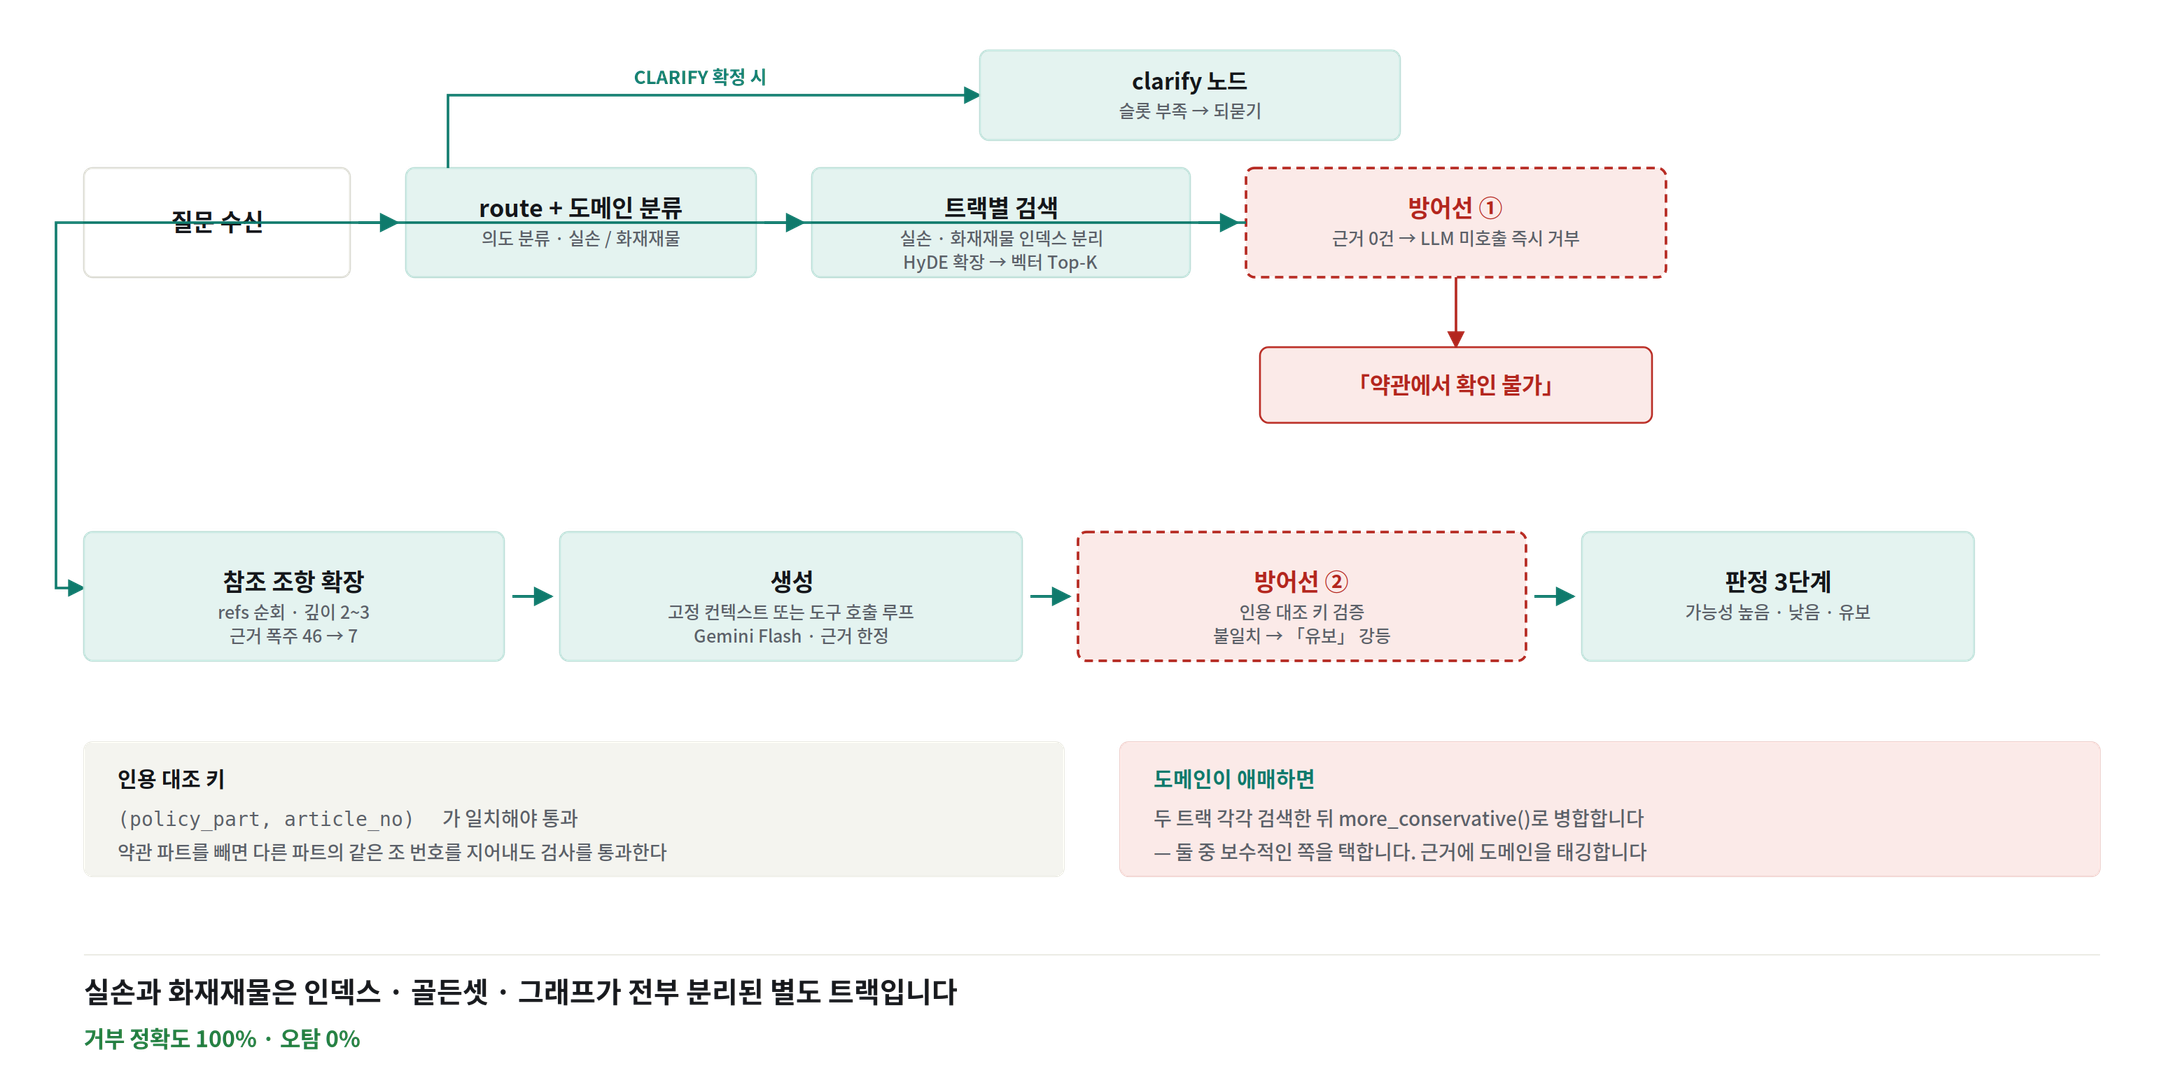 CLARIFY 확정 시
clarify 노드
슬롯 부족 → 되묻기
질문 수신
route + 도메인 분류
의도 분류 · 실손 / 화재재물
트랙별 검색
실손 · 화재재물 인덱스 분리
HyDE 확장 → 벡터 Top-K
방어선 ①
근거 0건 → LLM 미호출 즉시 거부
「약관에서 확인 불가」
참조 조항 확장
refs 순회 · 깊이 2~3
근거 폭주 46 → 7
생성
고정 컨텍스트 또는 도구 호출 루프
Gemini Flash · 근거 한정
방어선 ②
인용 대조 키 검증
불일치 → 「유보」 강등
판정 3단계
가능성 높음 · 낮음 · 유보
인용 대조 키
(policy_part, article_no) 가 일치해야 통과
약관 파트를 빼면 다른 파트의 같은 조 번호를 지어내도 검사를 통과한다
도메인이 애매하면
두 트랙 각각 검색한 뒤 more_conservative()로 병합합니다
— 둘 중 보수적인 쪽을 택합니다. 근거에 도메인을 태깅합니다
실손과 화재재물은 인덱스 · 골든셋 · 그래프가 전부 분리된 별도 트랙입니다
거부 정확도 100% · 오탐 0%